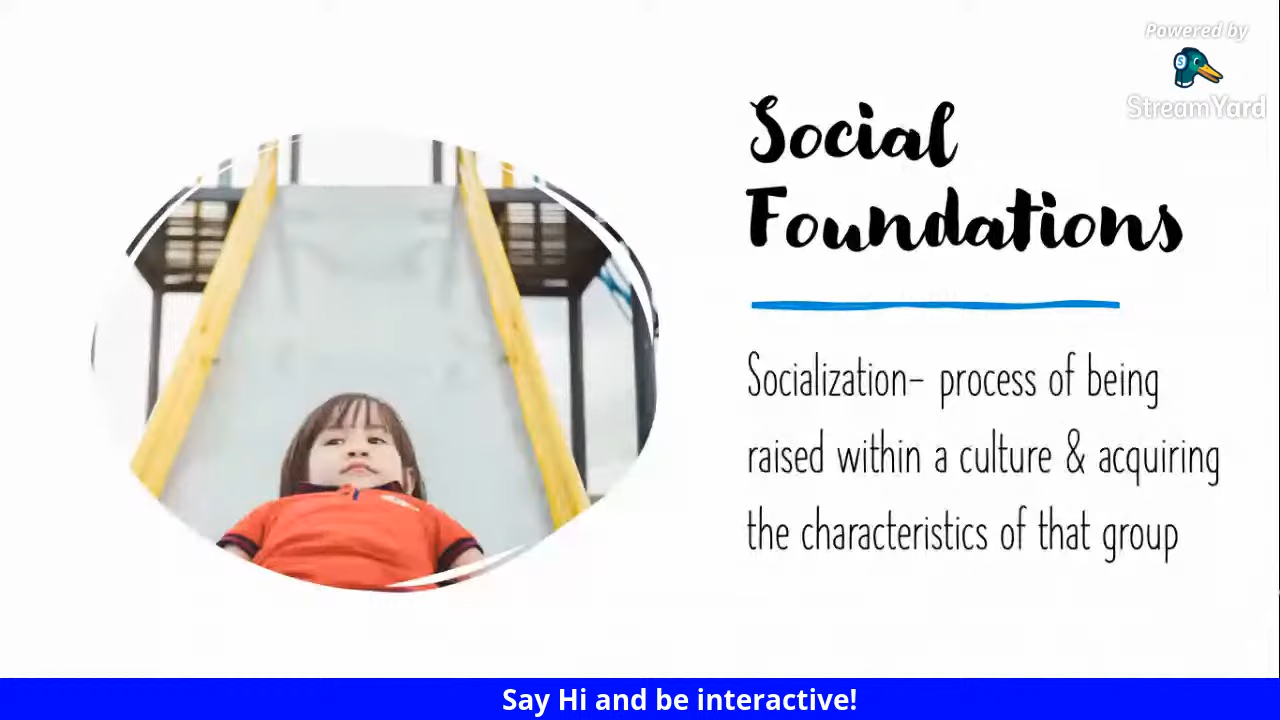 Powered by
StreamYard
Social
Foundations
Socialization- process of being
raised within a culture & acquiring
the characteristics of that group
Say Hi and be interactive!